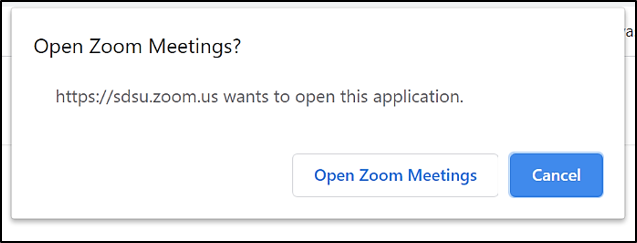 Open Zoom Meetings?
https://sdsu.zoom.us wants to open this application.
Open Zoom Meetings
Cancel